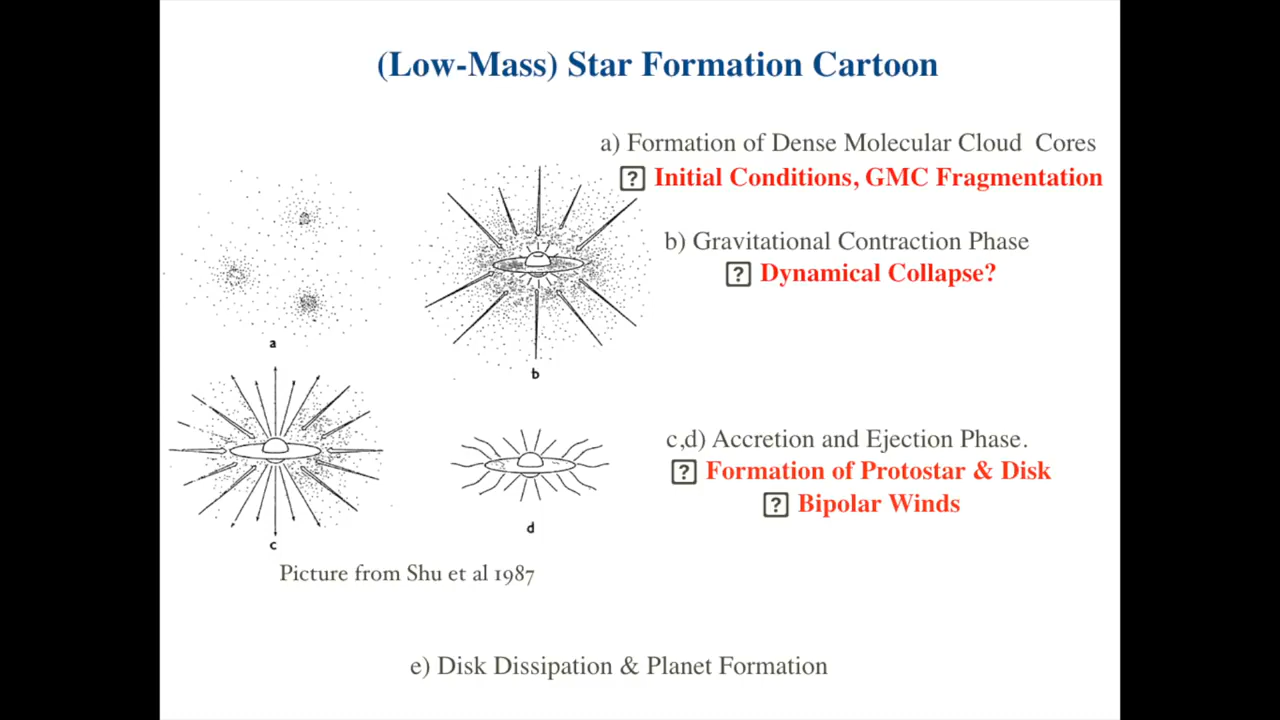 (Low-Mass) Star Formation Cartoon
a) Formation of Dense Molecular Cloud Cores
? Initial Conditions, GMC Fragmentation
b) Gravitational Contraction Phase
? Dynamical Collapse?
a
b
c,d) Accretion and Ejection Phase.
? Formation of Protostar & Disk
? Bipolar Winds
d
c
Picture from Shu et al 1987
e) Disk Dissipation & Planet Formation